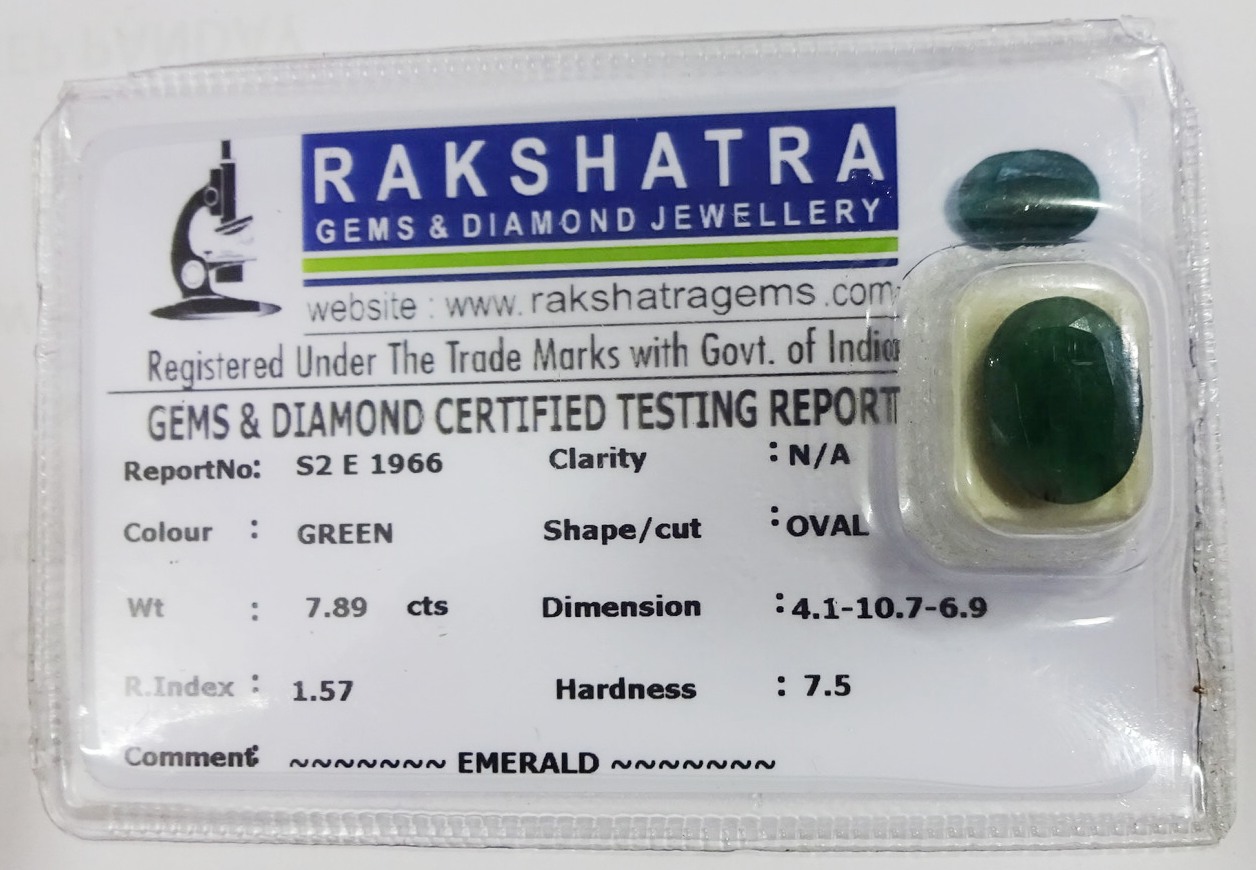 RAKSHATRA
GEMS & DIAMOND JEWELLERY
website : www.rakshatragems.com
Registered Under The Trade Marks with Govt. of India
GEMS & DIAMOND CERTIFIED TESTING REPORT
ReportNo: S2 E 1966 Clarity : N/A
Colour : GREEN Shape/cut : OVAL
Wt : 7.89 cts Dimension : 4.1-10.7-6.9
R.Index : 1.57 Hardness : 7.5
Comment: ~~~~~~~ EMERALD ~~~~~~~